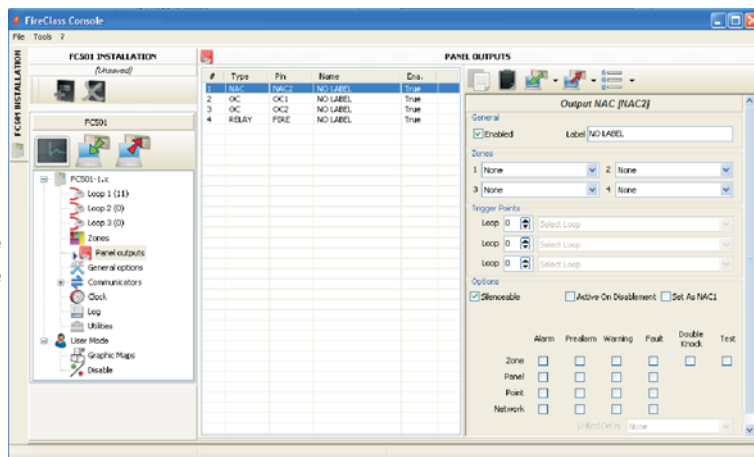 FireClass Console
File Tools ?
FC501 INSTALLATION
FC501 INSTALLATION
(Unsaved)
FC501
FC501-1.x
Loop 1 (11)
Loop 2 (0)
Loop 3 (0)
Zones
Panel outputs
General options
Communicators
Clock
Log
Utilities
User Mode
Graphic Maps
Disable
PANEL OUTPUTS
# Type Pin Name Ena.
1 NAC NAC2 NO LABEL True
2 OC OC1 NO LABEL True
3 OC OC2 NO LABEL True
4 RELAY FIRE NO LABEL True
Output NAC [NAC2]
General
Enabled Label NO LABEL
Zones
1 None 2 None
3 None 4 None
Trigger Points
Loop 0 Select Loop
Loop 0 Select Loop
Loop 0 Select Loop
Options
Silenceable Active On Disablement Set As NAC1
Alarm Prealarm Warning Fault Double Knock Test
Zone
Panel
Point
Network
Linked Delay None